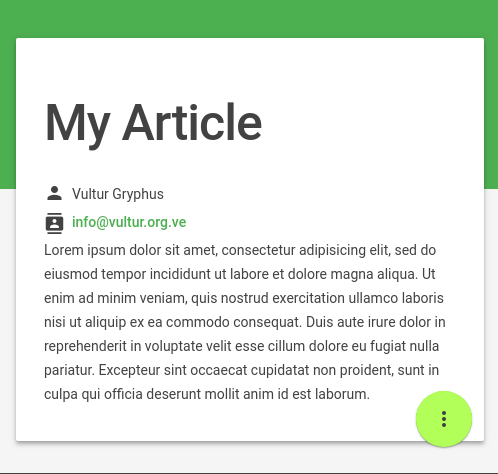 My Article
Vultur Gryphus
info@vultur.org.ve
Lorem ipsum dolor sit amet, consectetur adipisicing elit, sed do
eiusmod tempor incididunt ut labore et dolore magna aliqua. Ut
enim ad minim veniam, quis nostrud exercitation ullamco laboris
nisi ut aliquip ex ea commodo consequat. Duis aute irure dolor in
reprehenderit in voluptate velit esse cillum dolore eu fugiat nulla
pariatur. Excepteur sint occaecat cupidatat non proident, sunt in
culpa qui officia deserunt mollit anim id est laborum.